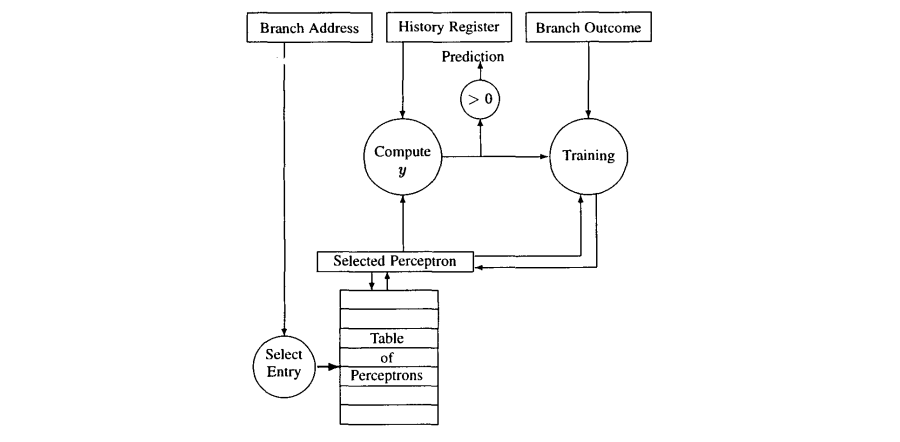 Branch Address
History Register
Branch Outcome
Prediction
> 0
Compute
y
Training
Selected Perceptron
Table
of
Perceptrons
Select
Entry